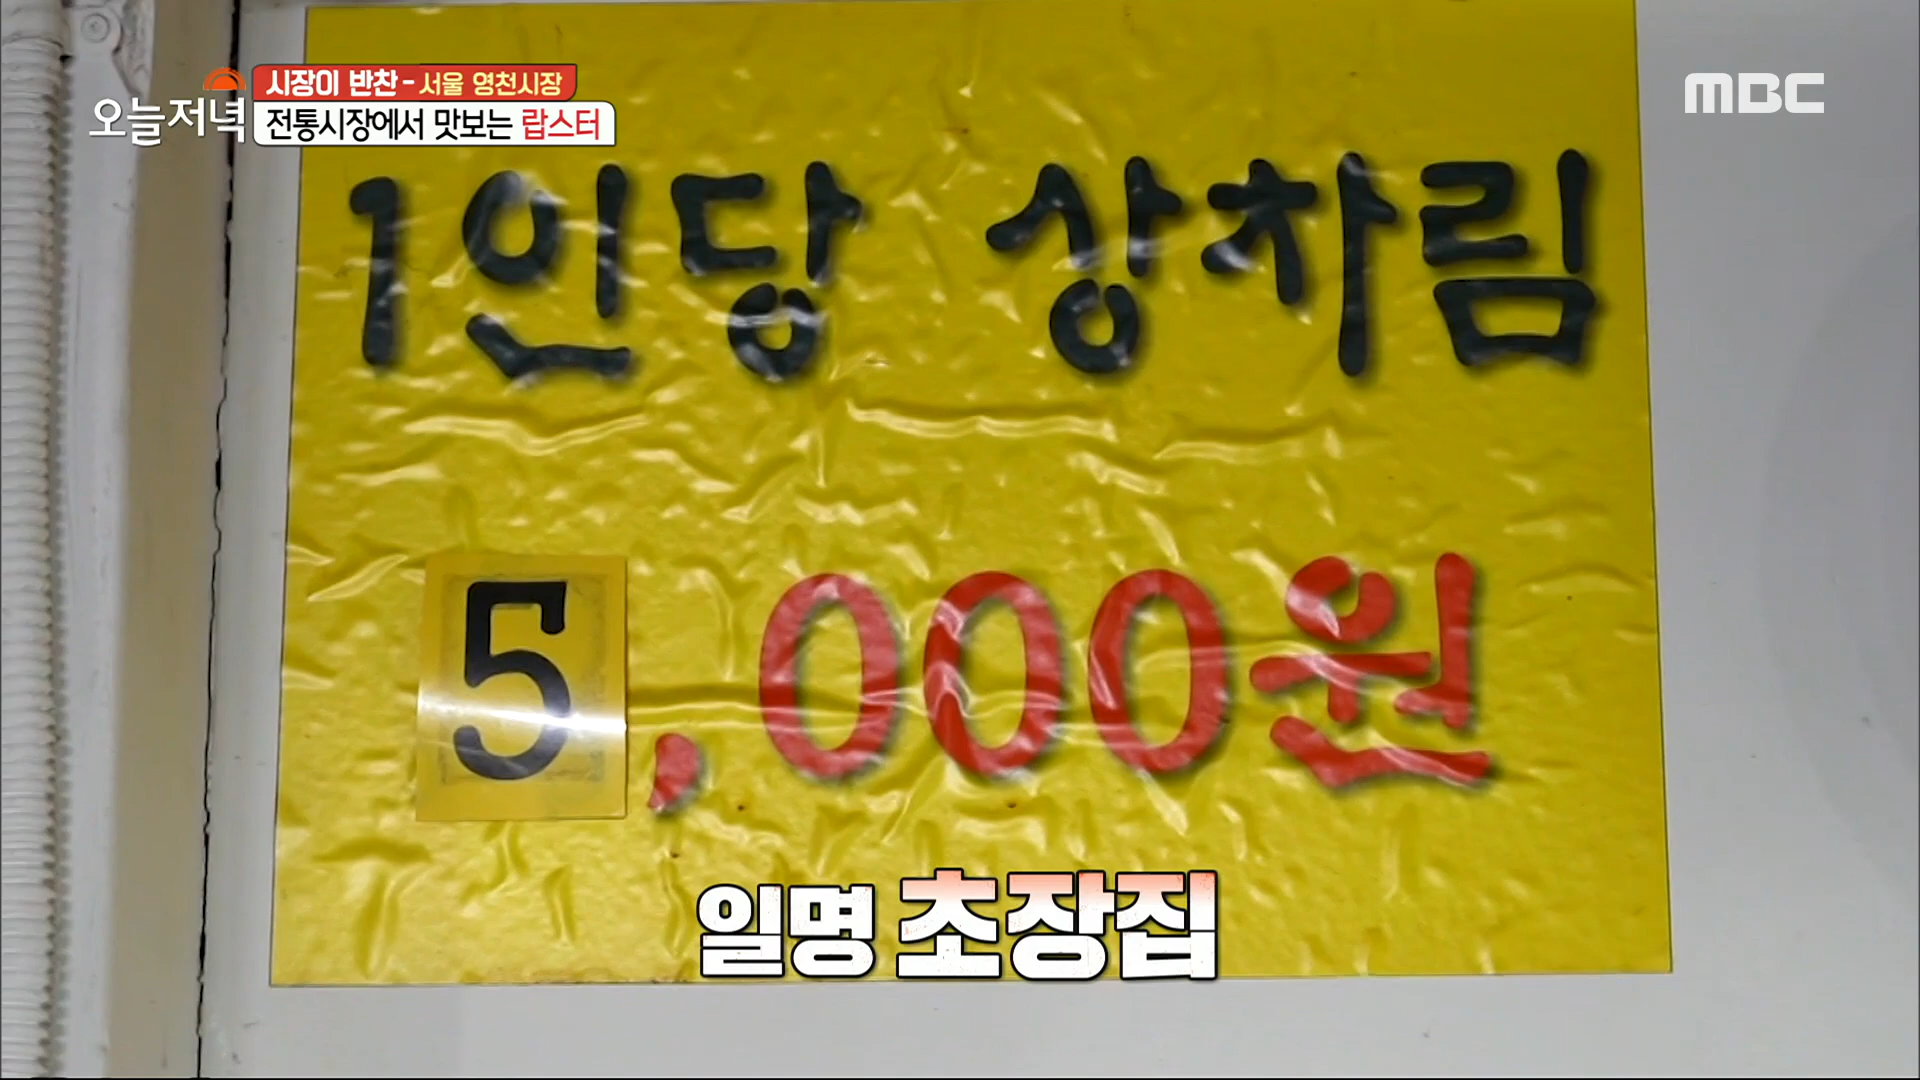 시장이 반찬 - 서울 영천시장
오늘저녁
전통시장에서 맛보는 랍스터
MBC
1인당 상차림
5,000원
일명 초장집